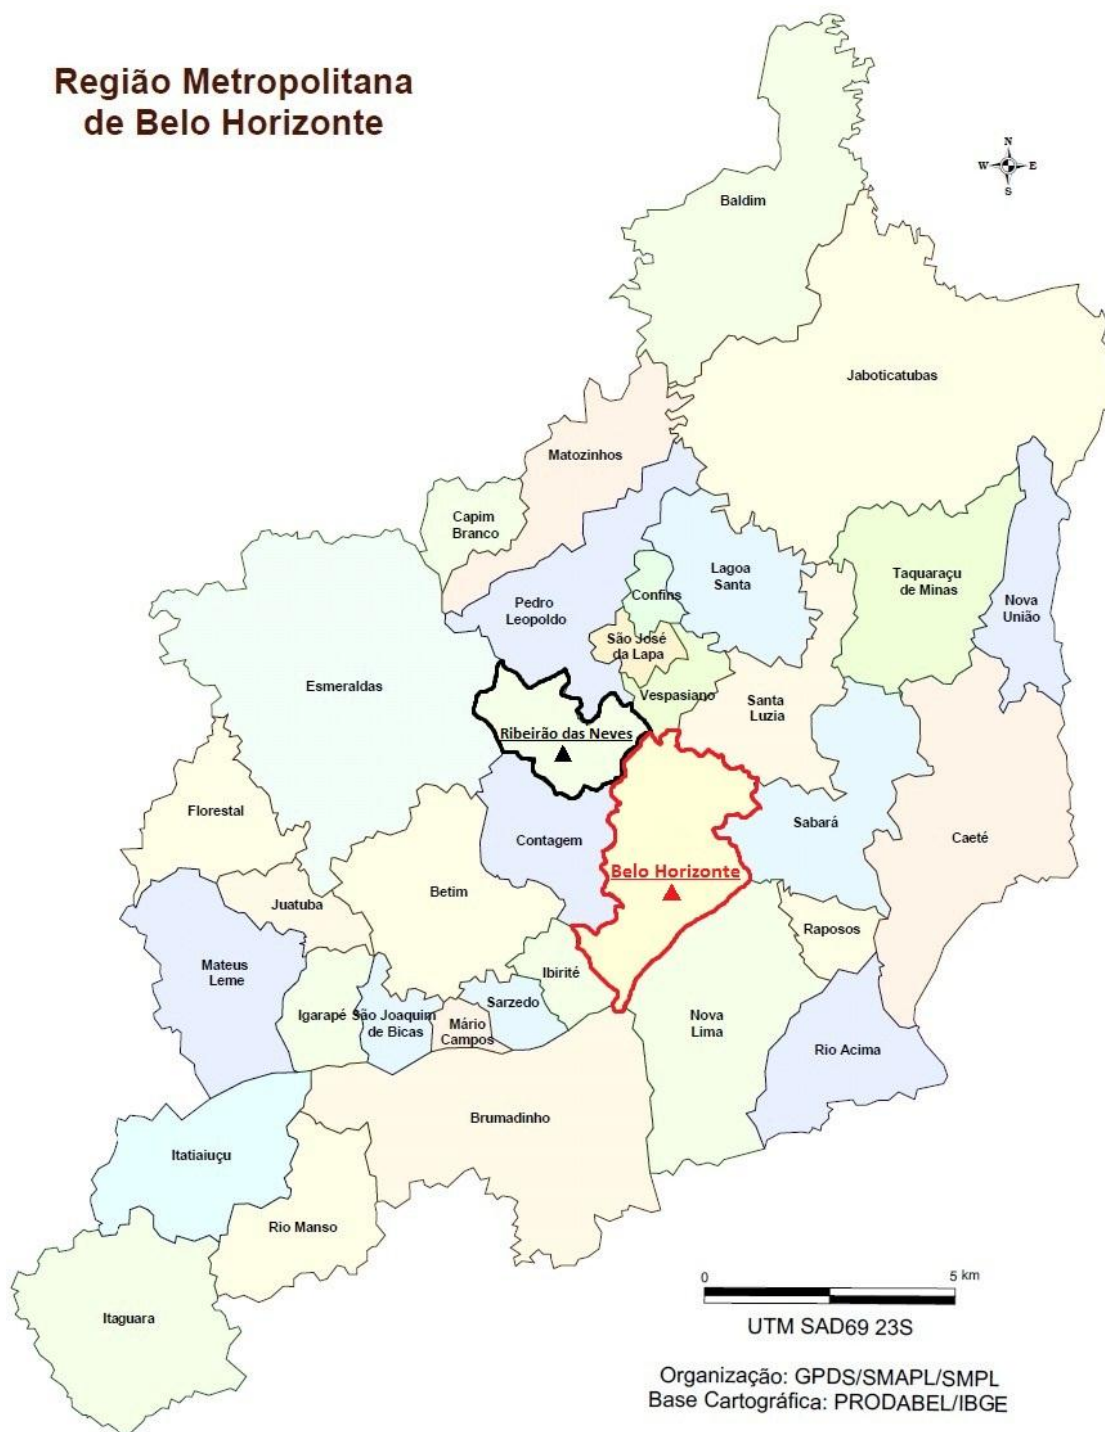 Região Metropolitana
de Belo Horizonte
N
W
E
S
Baldim
Jaboticatubas
Matozinhos
Capim
Branco
Lagoa
Santa
Taquaraçu
de Minas
Confins
Nova
União
Pedro
Leopoldo
São José
da Lapa
Esmeraldas
Vespasiano
Santa
Luzia
Ribeirão das Neves
Florestal
Contagem
Sabará
Caeté
Belo Horizonte
Betim
Juatuba
Raposos
Mateus
Leme
Ibirité
Igarapé
São Joaquim
de Bicas
Sarzedo
Mário
Campos
Nova
Lima
Rio Acima
Brumadinho
Itatiaiuçu
Rio Manso
Itaguara
0
5 km
UTM SAD69 23S
Organização: GPDS/SMAPL/SMPL
Base Cartográfica: PRODABEL/IBGE